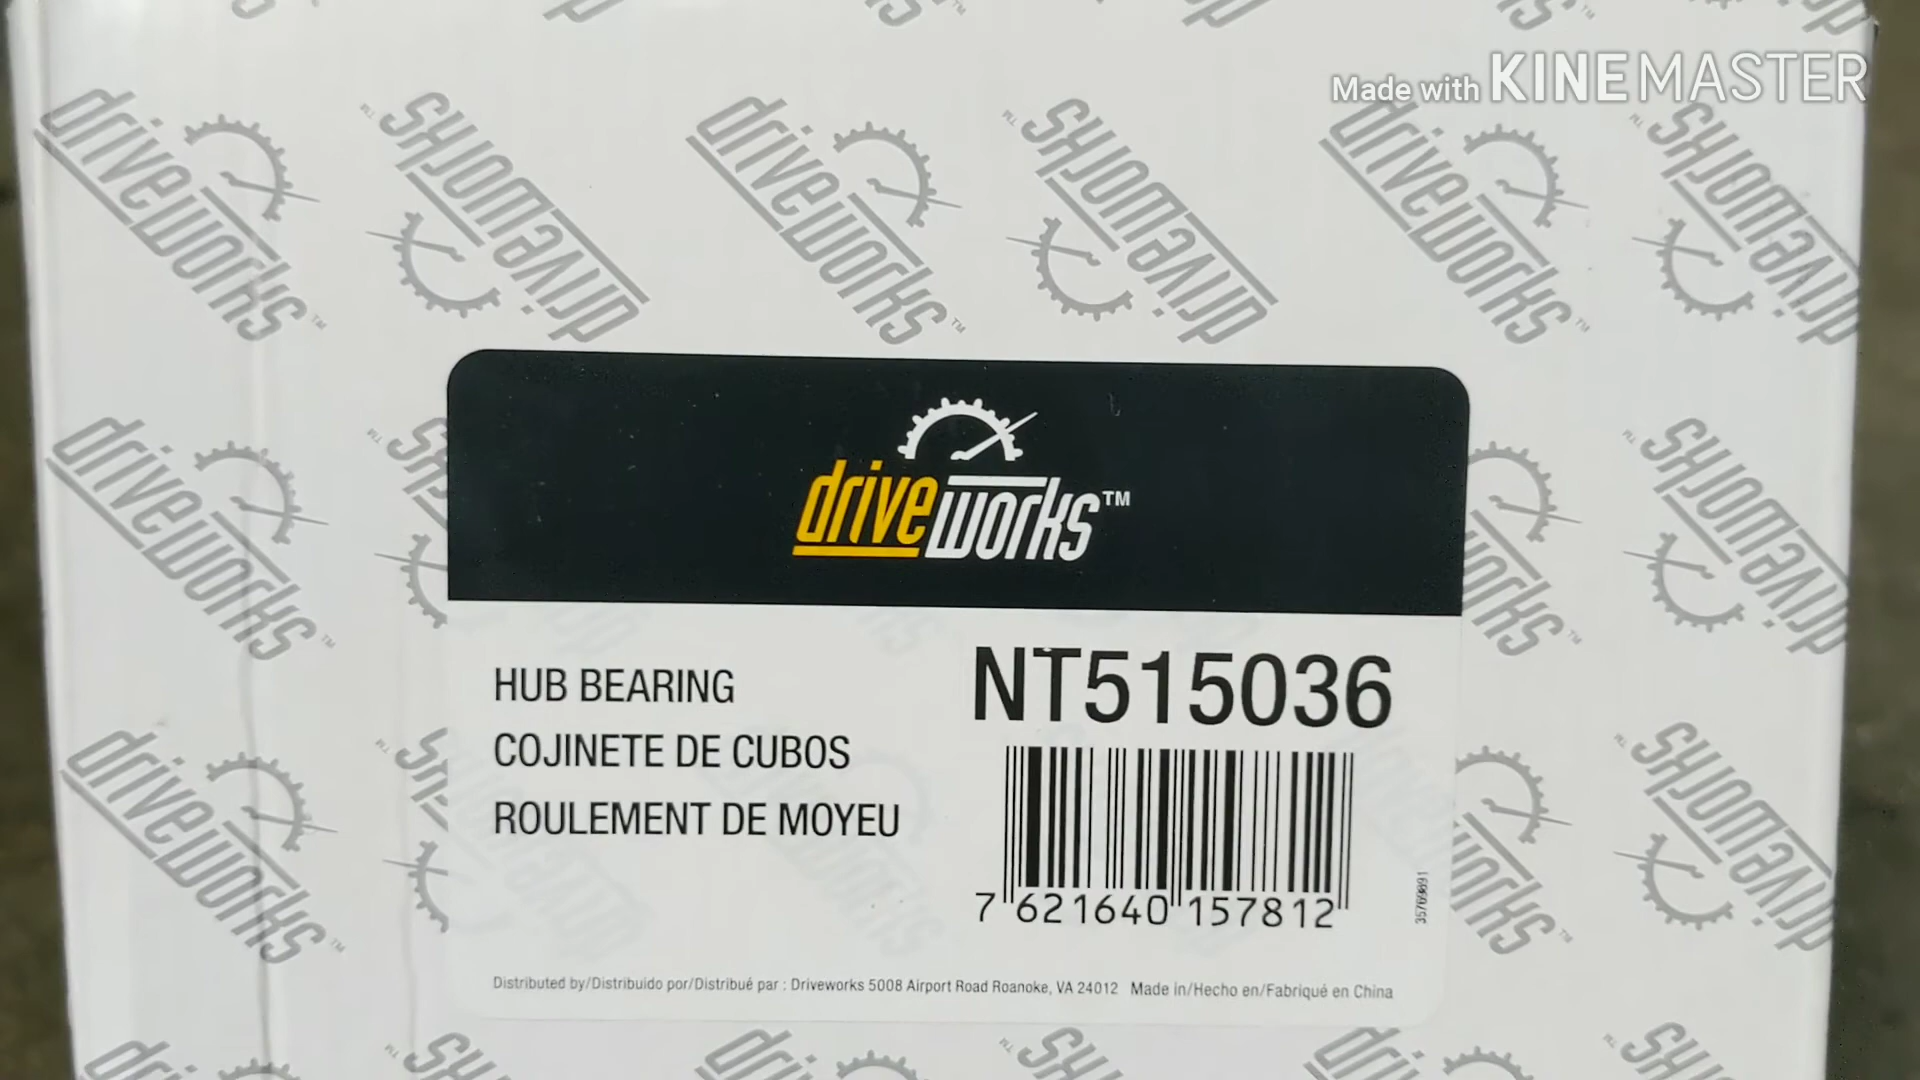 Made with KINEMASTER
driveworks™
HUB BEARING
NT515036
COJINETE DE CUBOS
ROULEMENT DE MOYEU
7 621640 157812
35769891
Distributed by/Distribuido por/Distribué par : Driveworks 5008 Airport Road Roanoke, VA 24012 Made in/Hecho en/Fabriqué en China